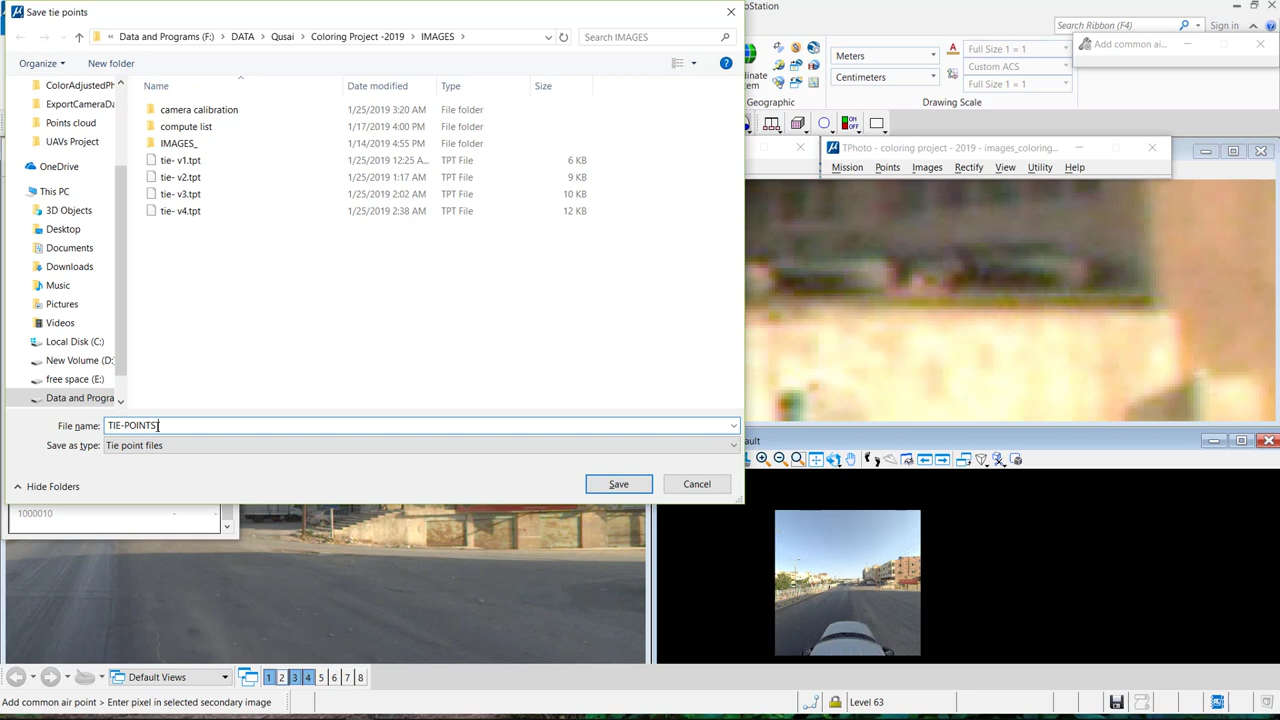 Save tie points
oStation
« Data and Programs (F:) > DATA > Qusai > Coloring Project -2019 > IMAGES >
Search IMAGES
Search Ribbon (F4)
Sign in
Organize
New folder
Meters
Full Size 1 = 1
Add common ai...
Custom ACS
Centimeters
Full Size 1 = 1
dinate
tem
Geographic
Drawing Scale
Name
Date modified
Type
Size
ColorAdjustedPh
ExportCameraDa
Points cloud
UAVs Project
OneDrive
This PC
3D Objects
Desktop
Documents
Downloads
Music
Pictures
Videos
Local Disk (C:)
New Volume (D:
free space (E:)
Data and Progra
camera calibration 1/25/2019 3:20 AM File folder
compute list 1/17/2019 4:00 PM File folder
IMAGES_ 1/14/2019 4:55 PM File folder
tie- v1.tpt 1/25/2019 12:25 A... TPT File 6 KB
tie- v2.tpt 1/25/2019 1:17 AM TPT File 9 KB
tie- v3.tpt 1/25/2019 2:02 AM TPT File 10 KB
tie- v4.tpt 1/25/2019 2:38 AM TPT File 12 KB
ON
OFF
TPhoto - coloring project - 2019 - images_coloring...
Mission Points Images Rectify View Utility Help
File name: TIE-POINTS
Save as type: Tie point files
Hide Folders
Save
Cancel
ault
1000010 - -
Default Views
1 2 3 4 5 6 7 8
Add common air point > Enter pixel in selected secondary image
Level 63